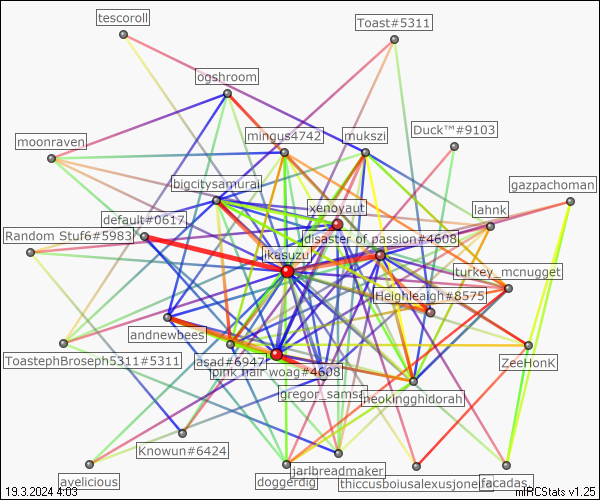 tescoroll
Toast#5311
ogshroom
mingus4742
mukszi
Duck™#9103
moonraven
bigcitysamurai
gazpachoman
default#0617
xenoyaut
lahnk
Random Stuf6#5983
disaster of passion#4608
ikasuzu
turkey_mcnugget
Heighleaigh#8575
andnewbees
ToastephBroseph5311#5311
asad#6947
pink hair woag#4608
ZeeHonK
gregor_samsa
neokingghidorah
Knowun#6424
jarlbreadmaker
avelicious
doggerdig
thiccusboiusalexusjone
facadas_
19.3.2024 4:03
mIRCStats v1.25